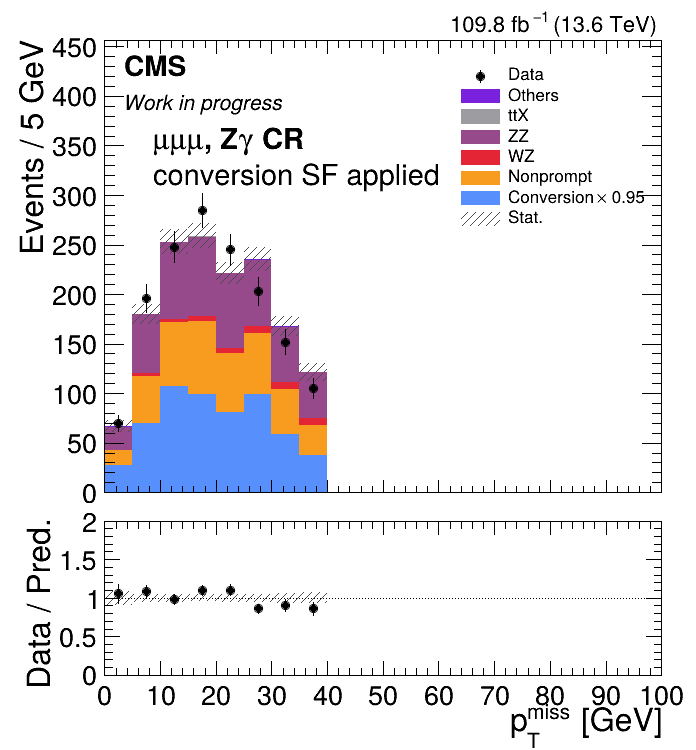 109.8 fb⁻¹ (13.6 TeV)
Events / 5 GeV
450
400
350
300
250
200
150
100
50
0
CMS
Work in progress
μμμ, Zγ CR
conversion SF applied
Data
Others
ttX
ZZ
WZ
Nonprompt
Conversion × 0.95
Stat.
Data / Pred.
2
1.5
1
0.5
0
0 10 20 30 40 50 60 70 80 90 100
p_T^miss [GeV]